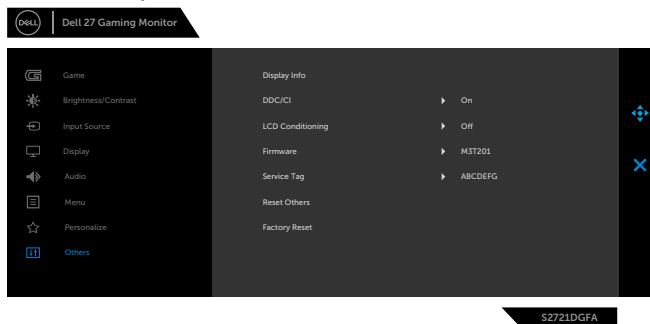 DELL Dell 27 Gaming Monitor
Game Display Info
Brightness/Contrast DDC/CI On
Input Source LCD Conditioning Off
Display Firmware M3T201
Audio Service Tag ABCDEFG
Menu Reset Others
Personalize Factory Reset
Others
S2721DGFA